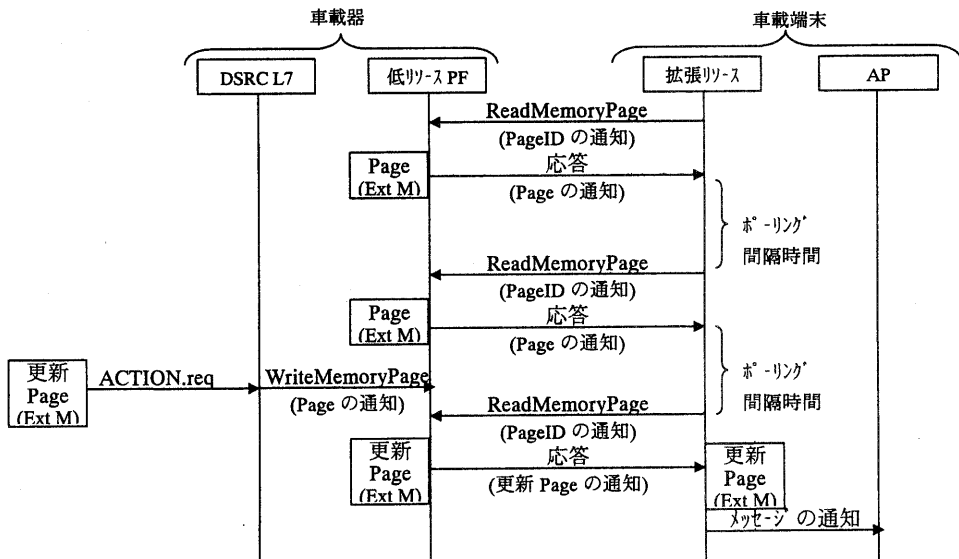 車載器
車載端末
DSRC L7
低ﾘｿｰｽ PF
拡張ﾘｿｰｽ
AP
ReadMemoryPage
(PageID の通知)
Page
(Ext M)
応答
(Page の通知)
ﾎﾟｰﾘﾝｸﾞ
間隔時間
ReadMemoryPage
(PageID の通知)
Page
(Ext M)
応答
(Page の通知)
ﾎﾟｰﾘﾝｸﾞ
間隔時間
更新
Page
(Ext M)
ACTION.req
WriteMemoryPage
(Page の通知)
ReadMemoryPage
(PageID の通知)
更新
Page
(Ext M)
応答
(更新 Page の通知)
更新
Page
(Ext M)
ﾒｯｾｰｼﾞ の通知